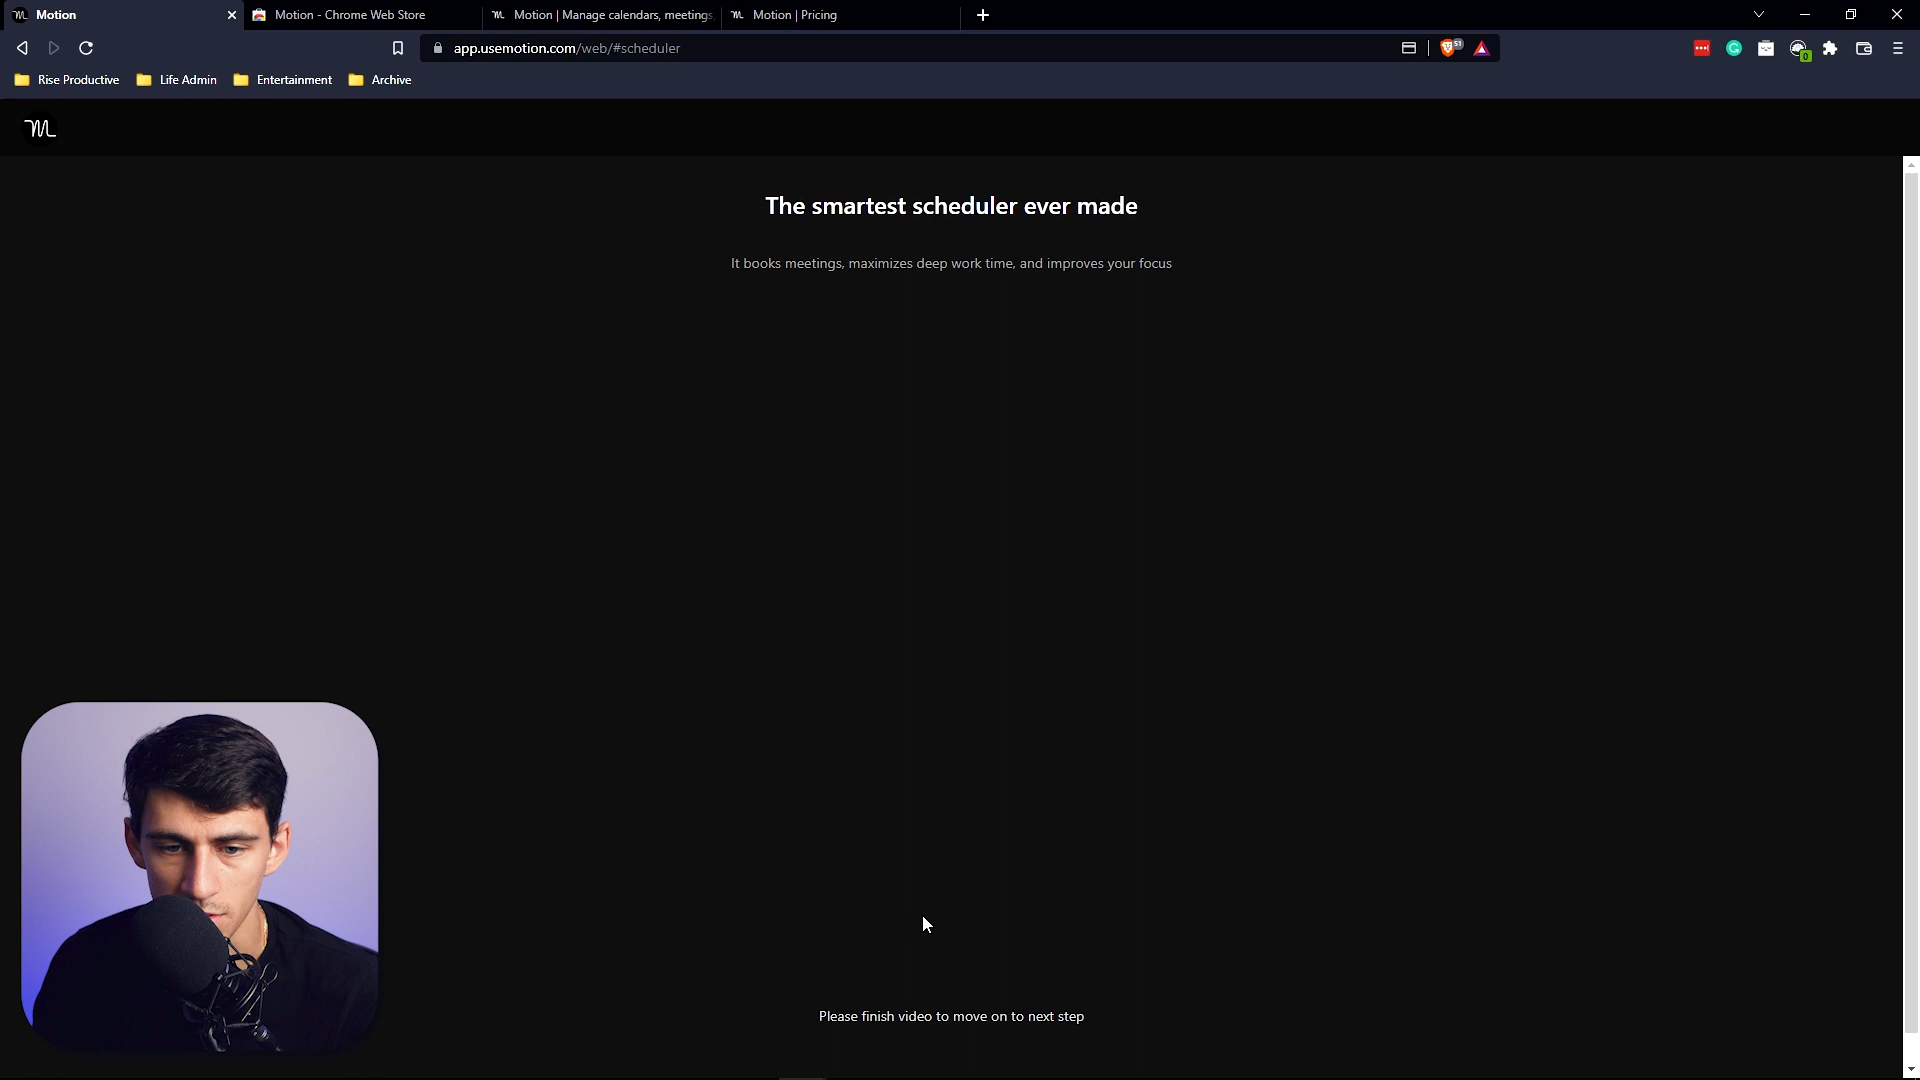 Motion
Motion - Chrome Web Store
Motion | Manage calendars, meetings,
Motion | Pricing
app.usemotion.com/web/#scheduler
51
0
Rise Productive
Life Admin
Entertainment
Archive
The smartest scheduler ever made
It books meetings, maximizes deep work time, and improves your focus
Please finish video to move on to next step